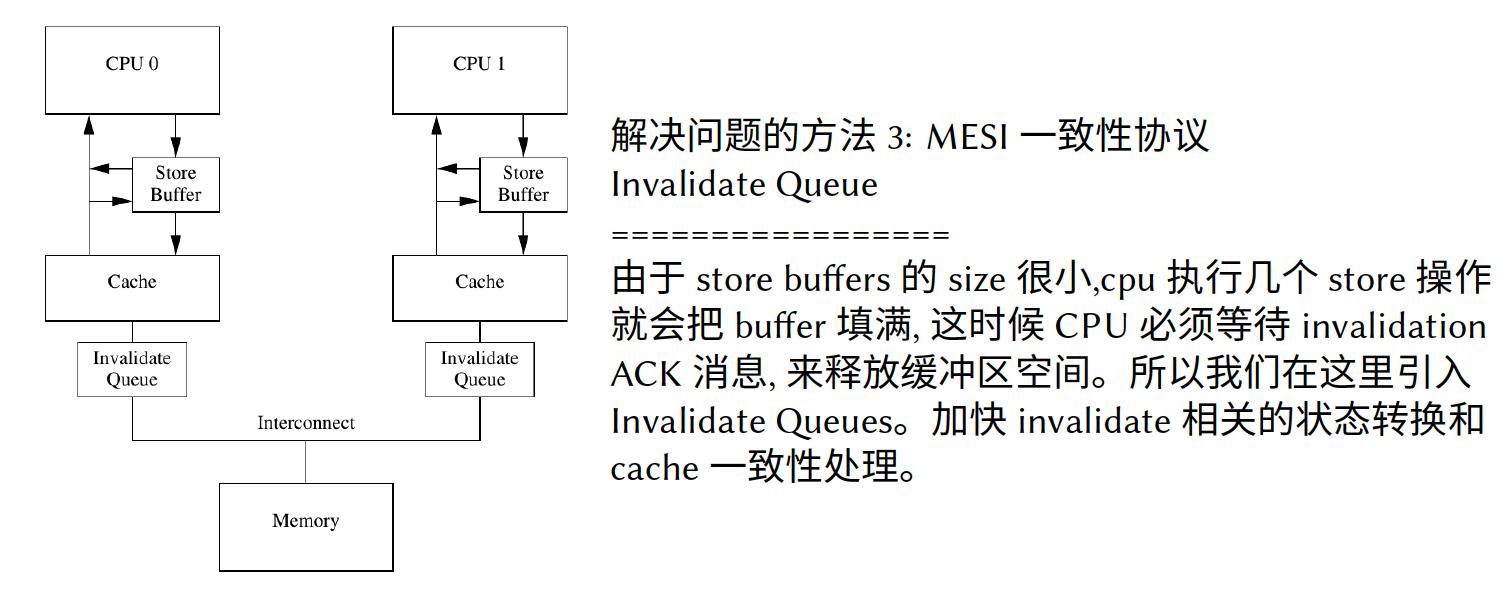 CPU 0
CPU 1
Store
Buffer
Store
Buffer
Cache
Cache
Invalidate
Queue
Invalidate
Queue
Interconnect
Memory
解决问题的方法 3: MESI 一致性协议
Invalidate Queue
=================
由于 store buffers 的 size 很小,cpu 执行几个 store 操作
就会把 buffer 填满, 这时候 CPU 必须等待 invalidation
ACK 消息, 来释放缓冲区空间。所以我们在这里引入
Invalidate Queues。加快 invalidate 相关的状态转换和
cache 一致性处理。